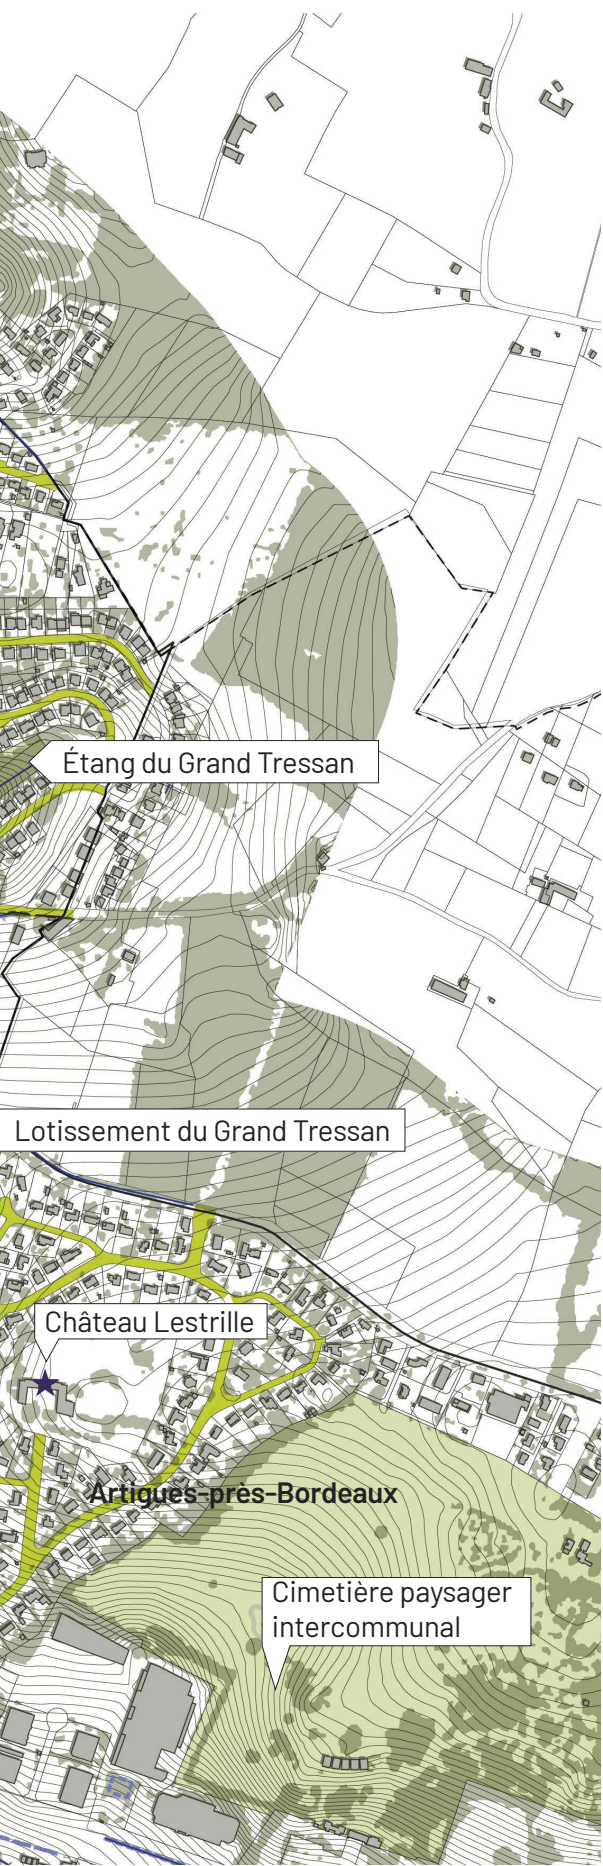 Étang du Grand Tressan
Lotissement du Grand Tressan
Château Lestrille
Artigues-près-Bordeaux
Cimetière paysager
intercommunal